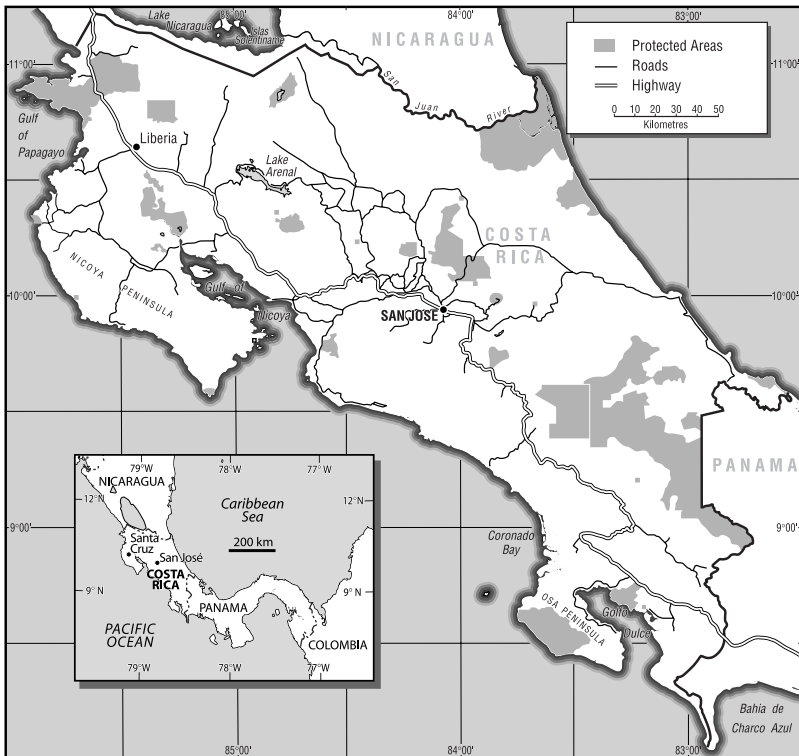 85°00'
84°00'
83°00'
Lake
Nicaragua
Islas
Solentiname
NICARAGUA
Protected Areas
Roads
Highway
0 10 20 30 40 50
Kilometres
11°00'
11°00'
San
Juan
River
Gulf
of
Papagayo
Liberia
Lake
Arenal
COSTA
RICA
NICOYA
PENINSULA
Gulf of
Nicoya
10°00'
10°00'
SAN JOSÉ
PANAMA
9°00'
9°00'
Coronado
Bay
OSA PENINSULA
Golfo
Dulce
Bahia de
Charco Azul
85°00'
84°00'
83°00'
79°W
78°W
77°W
NICARAGUA
12°N
12°N
Caribbean
Sea
200 km
Santa
Cruz
San José
COSTA
RICA
9°N
9°N
PANAMA
PACIFIC
OCEAN
COLOMBIA
79°W
78°W
77°W